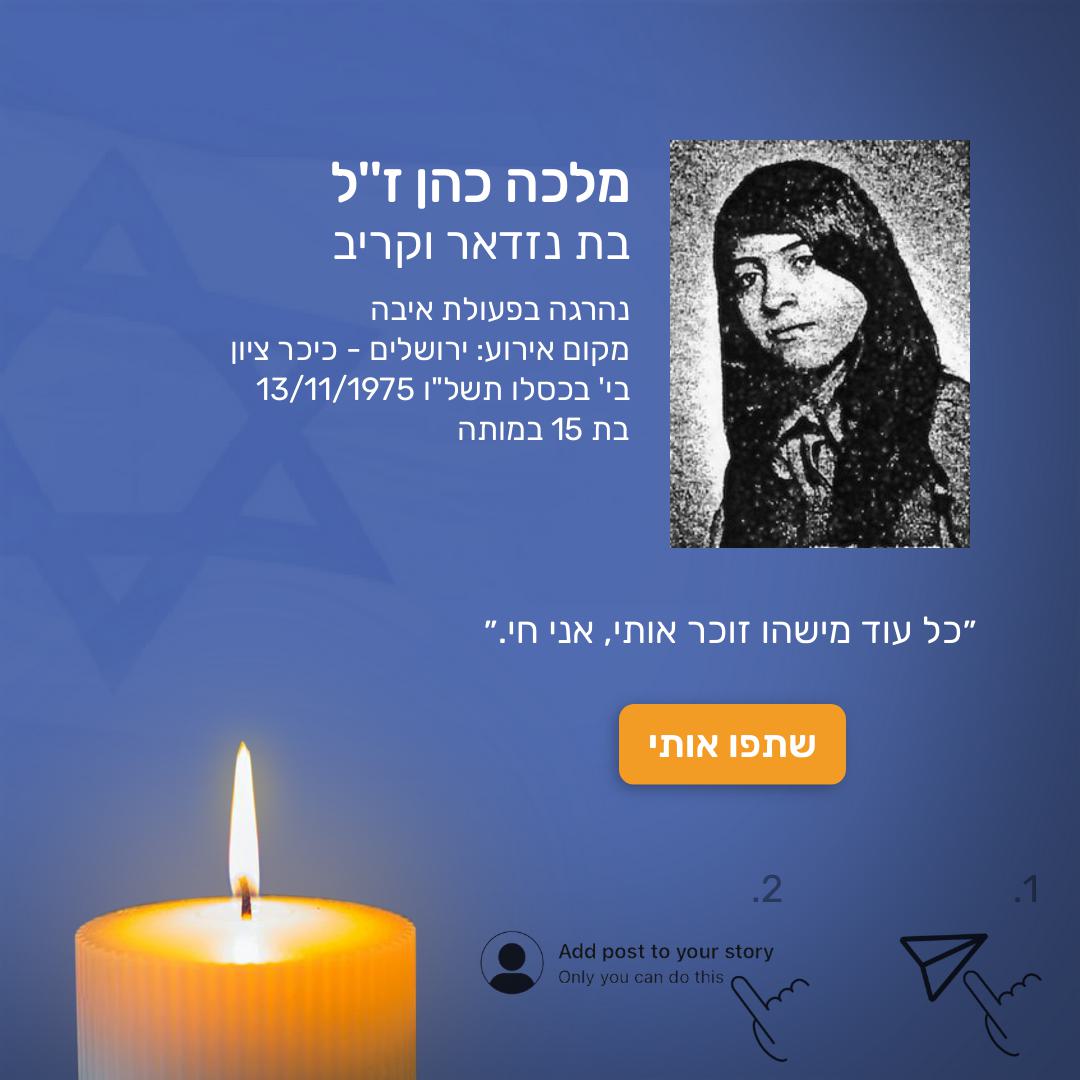 מלכה כהן ז"ל
בת נזדאר וקריב
נהרגה בפעולת איבה
מקום אירוע: ירושלים - כיכר ציון
בי' בכסלו תשל"ו 13/11/1975
בת 15 במותה
״כל עוד מישהו זוכר אותי, אני חי.״
שתפו אותי
1.
2.
Add post to your story
Only you can do this